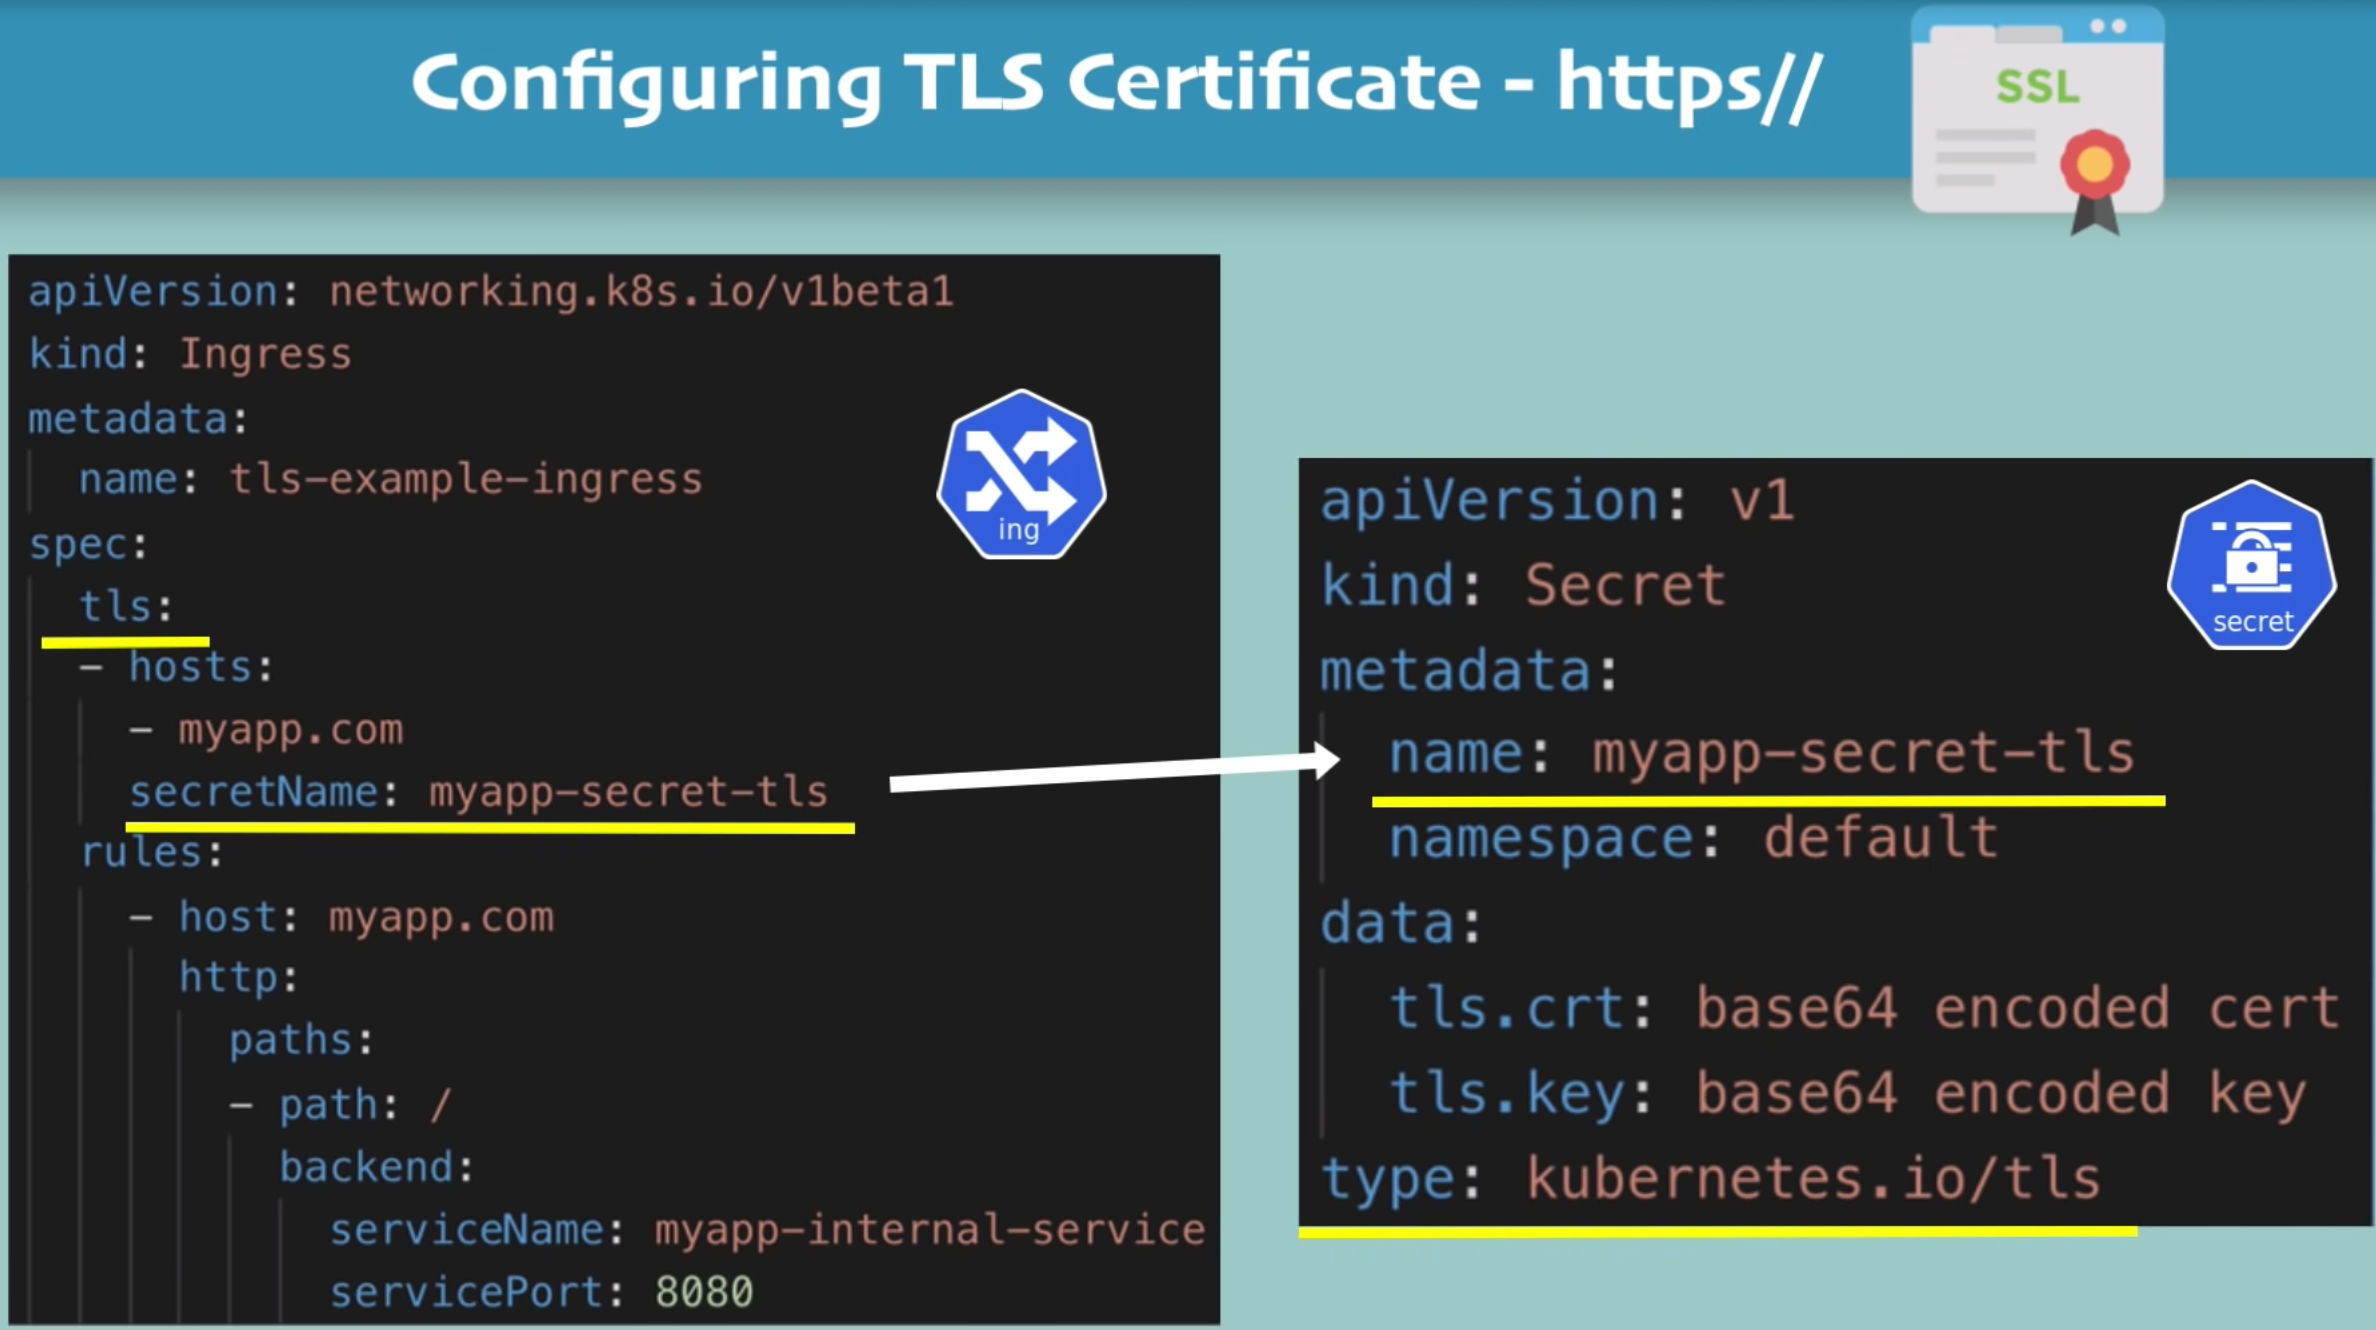 Configuring TLS Certificate - https//
SSL
apiVersion: networking.k8s.io/v1beta1
kind: Ingress
metadata:
  name: tls-example-ingress
spec:
  tls:
  - hosts:
    - myapp.com
    secretName: myapp-secret-tls
  rules:
    - host: myapp.com
      http:
        paths:
        - path: /
          backend:
            serviceName: myapp-internal-service
            servicePort: 8080
ing
apiVersion: v1
kind: Secret
metadata:
  name: myapp-secret-tls
  namespace: default
data:
  tls.crt: base64 encoded cert
  tls.key: base64 encoded key
type: kubernetes.io/tls
secret